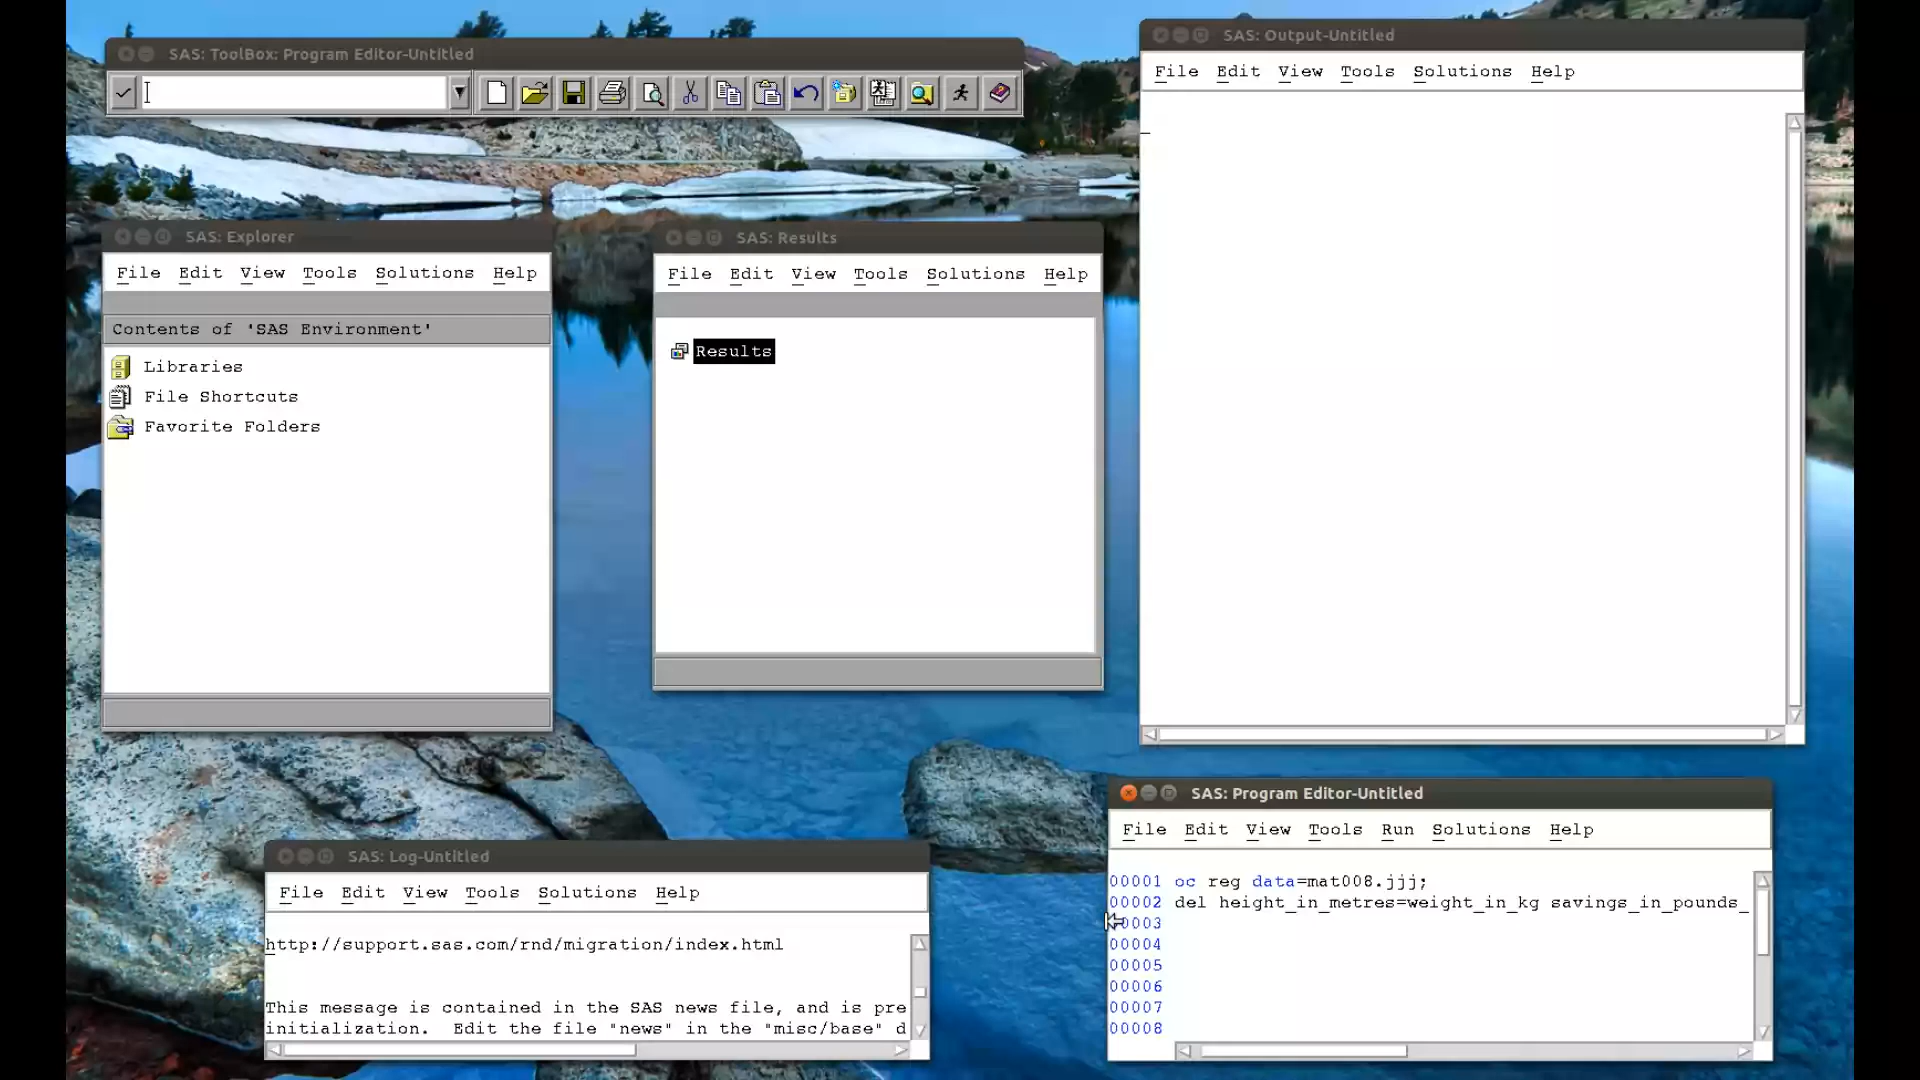 SAS: ToolBox: Program Editor-Untitled
SAS: Output-Untitled
File Edit View Tools Solutions Help
SAS: Explorer
File Edit View Tools Solutions Help
Contents of 'SAS Environment'
Libraries
File Shortcuts
Favorite Folders
SAS: Results
File Edit View Tools Solutions Help
Results
SAS: Log-Untitled
File Edit View Tools Solutions Help
http://support.sas.com/rnd/migration/index.html
This message is contained in the SAS news file, and is pre
initialization.  Edit the file "news" in the "misc/base" d
SAS: Program Editor-Untitled
File Edit View Tools Run Solutions Help
00001 oc reg data=mat008.jjj;
00002 del height_in_metres=weight_in_kg savings_in_pounds_
00003
00004
00005
00006
00007
00008